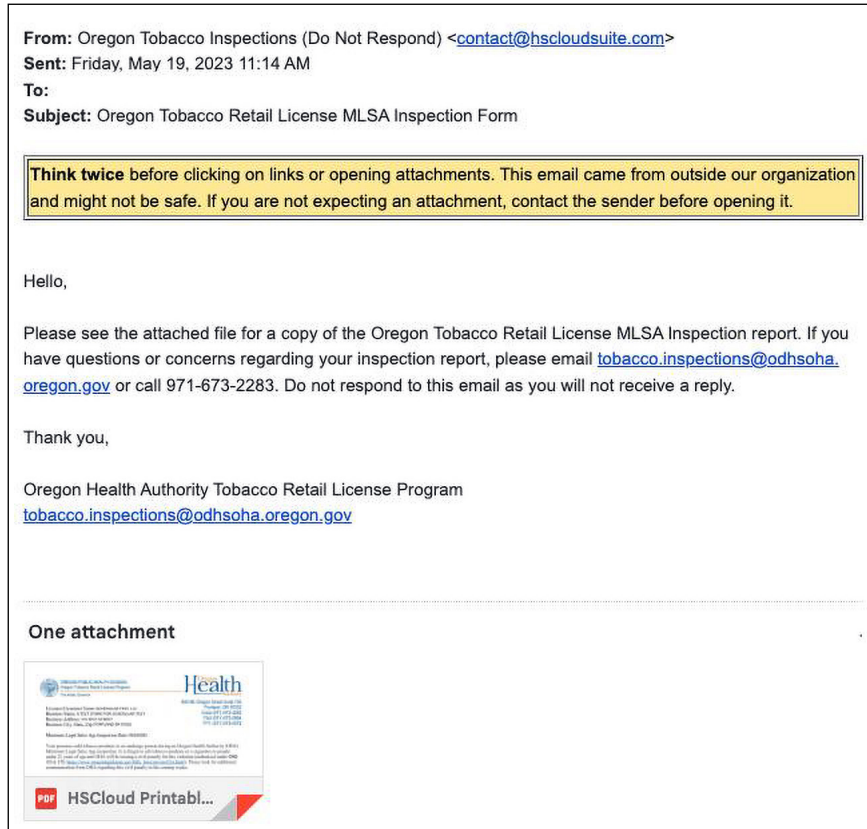 From: Oregon Tobacco Inspections (Do Not Respond) <contact@hscloudsuite.com>
Sent: Friday, May 19, 2023 11:14 AM
To:
Subject: Oregon Tobacco Retail License MLSA Inspection Form
Think twice before clicking on links or opening attachments. This email came from outside our organization
and might not be safe. If you are not expecting an attachment, contact the sender before opening it.
Hello,
Please see the attached file for a copy of the Oregon Tobacco Retail License MLSA Inspection report. If you
have questions or concerns regarding your inspection report, please email tobacco.inspections@odhsoha.
oregon.gov or call 971-673-2283. Do not respond to this email as you will not receive a reply.
Thank you,
Oregon Health Authority Tobacco Retail License Program
tobacco.inspections@odhsoha.oregon.gov
One attachment
Health
PDF HSCloud Printabl...